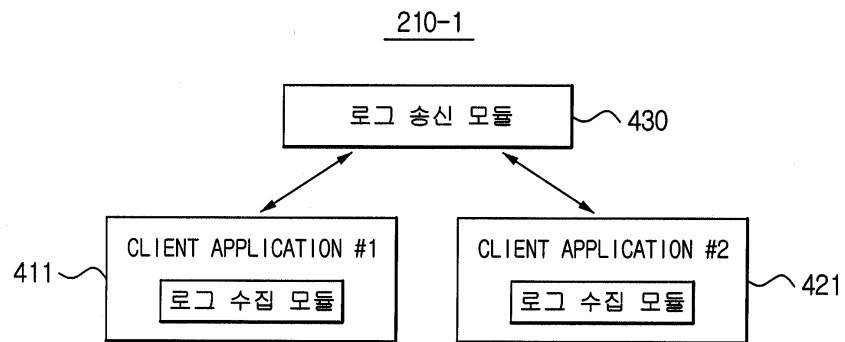 210-1
로그 송신 모듈
430
CLIENT APPLICATION #1
로그 수집 모듈
411
CLIENT APPLICATION #2
로그 수집 모듈
421